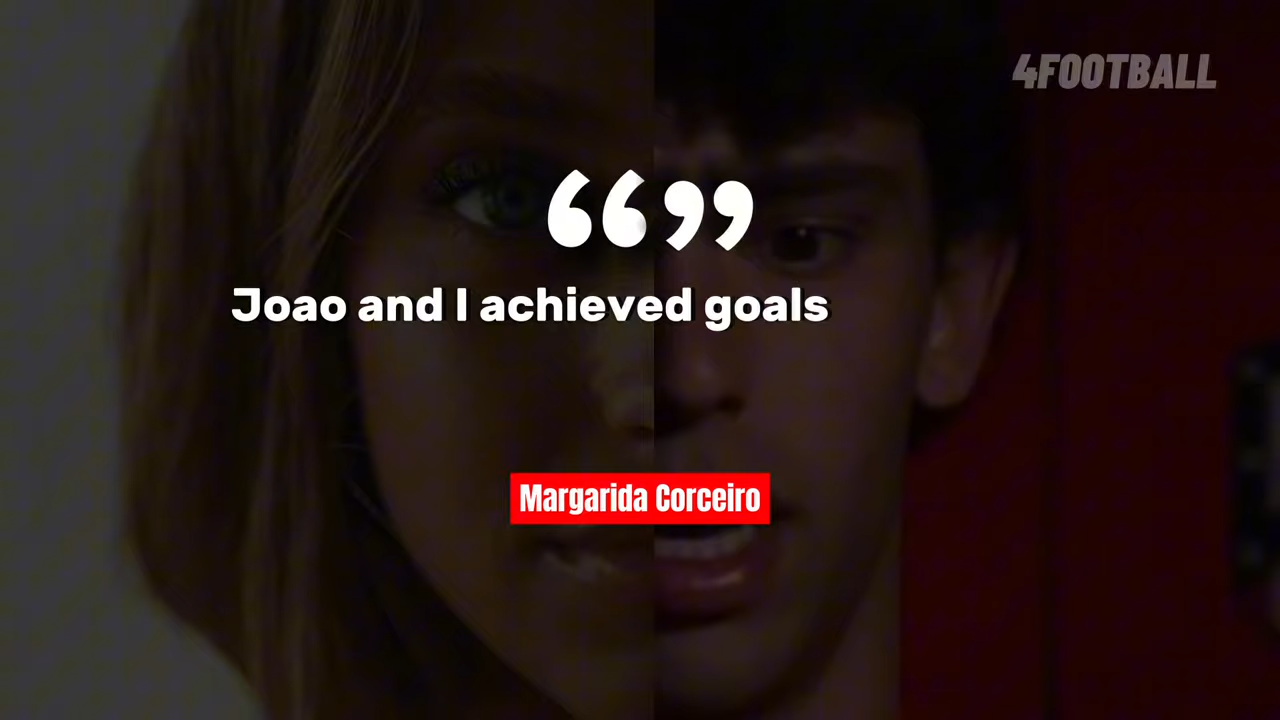 4FOOTBALL
“”
Joao and I achieved goals
Margarida Corceiro